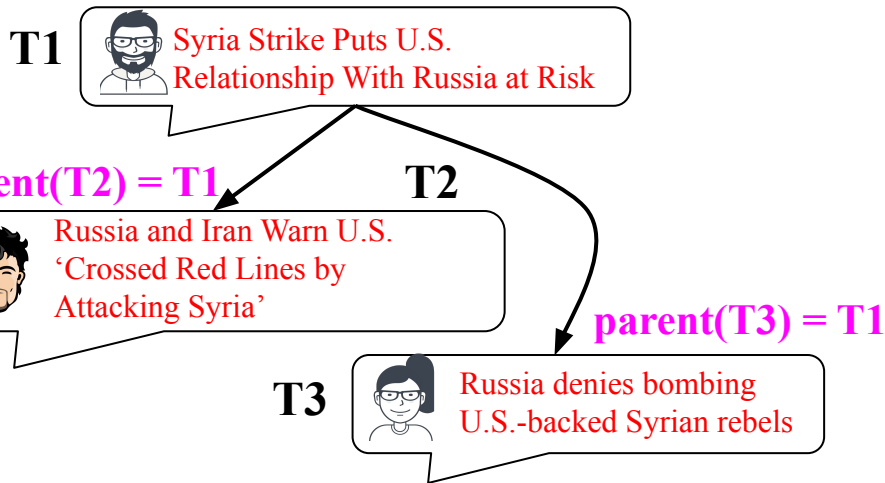 T1
Syria Strike Puts U.S.
Relationship With Russia at Risk
ent(T2) = T1
T2
Russia and Iran Warn U.S.
‘Crossed Red Lines by
Attacking Syria’
parent(T3) = T1
T3
Russia denies bombing
U.S.-backed Syrian rebels